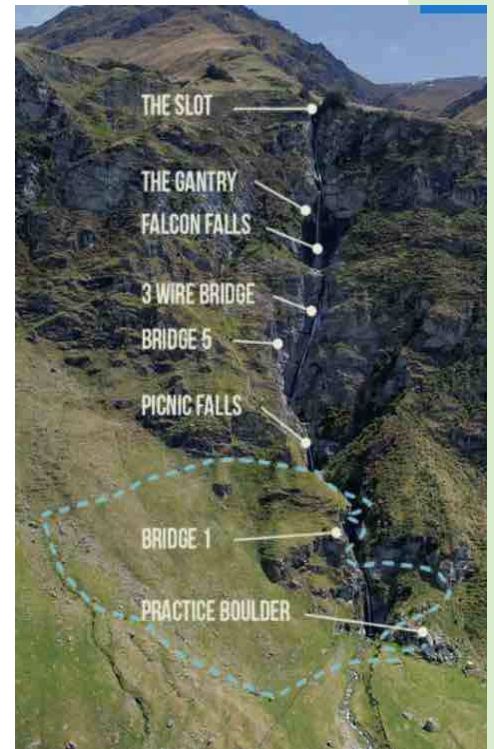 THE SLOT
THE GANTRY
FALCON FALLS
3 WIRE BRIDGE
BRIDGE 5
PICNIC FALLS
BRIDGE 1
PRACTICE BOULDER